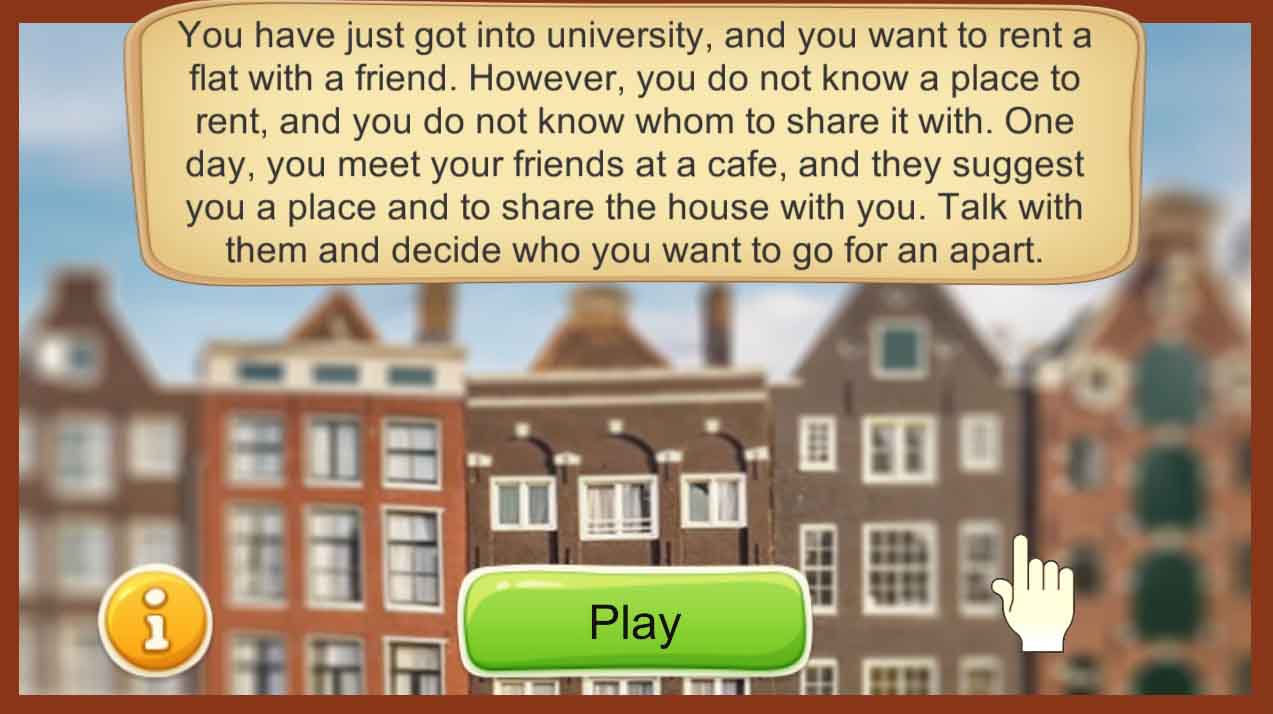 You have just got into university, and you want to rent a
flat with a friend. However, you do not know a place to
rent, and you do not know whom to share it with. One
day, you meet your friends at a cafe, and they suggest
you a place and to share the house with you. Talk with
them and decide who you want to go for an apart.
i
Play